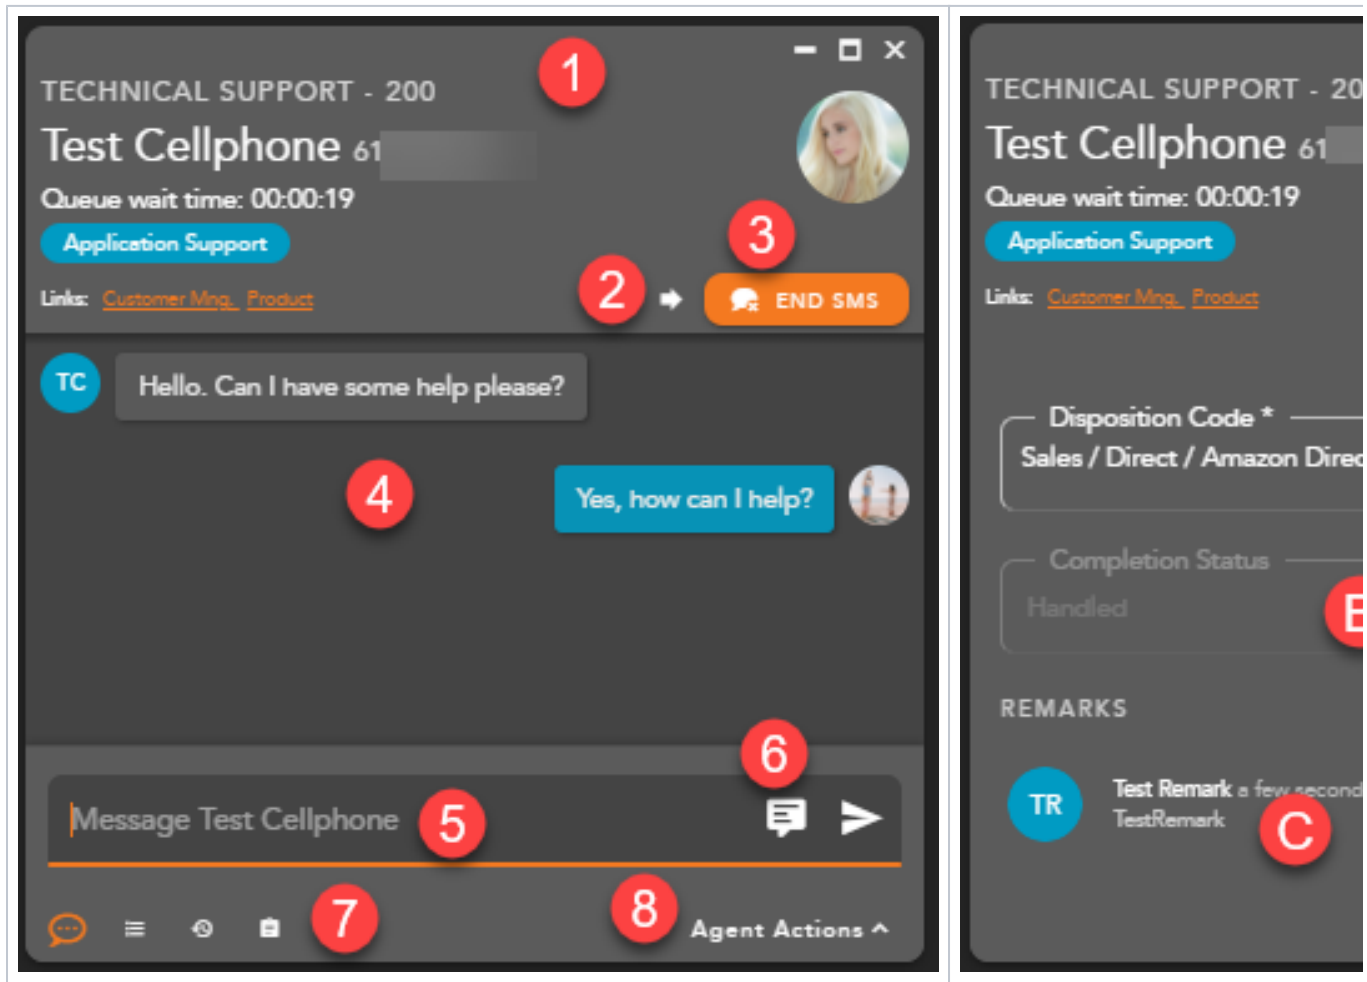 1
TECHNICAL SUPPORT - 200
Test Cellphone 61
Queue wait time: 00:00:19
Application Support
3
2
Links: Customer Mng. Product
END SMS
TC
Hello. Can I have some help please?
4
Yes, how can I help?
6
Message Test Cellphone
5
7
8
Agent Actions
TECHNICAL SUPPORT - 20
Test Cellphone 61
Queue wait time: 00:00:19
Application Support
Links: Customer Mng. Product
Disposition Code *
Sales / Direct / Amazon Direc
Completion Status
Handled
REMARKS
TR
Test Remark a few second
TestRemark
C